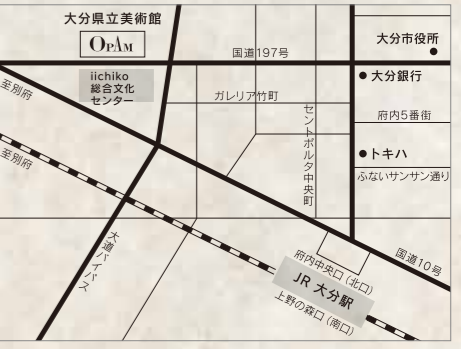 大分県立美術館
OPAM
国道197号
大分市役所
iichiko
総合文化
センター
大分銀行
至別府
ガレリア竹町
府内5番街
セントポルタ中央町
トキハ
至別府
ふないサンサン通り
大道バイパス
府内中央口（北口）
国道10号
JR 大分駅
上野の森口（南口）